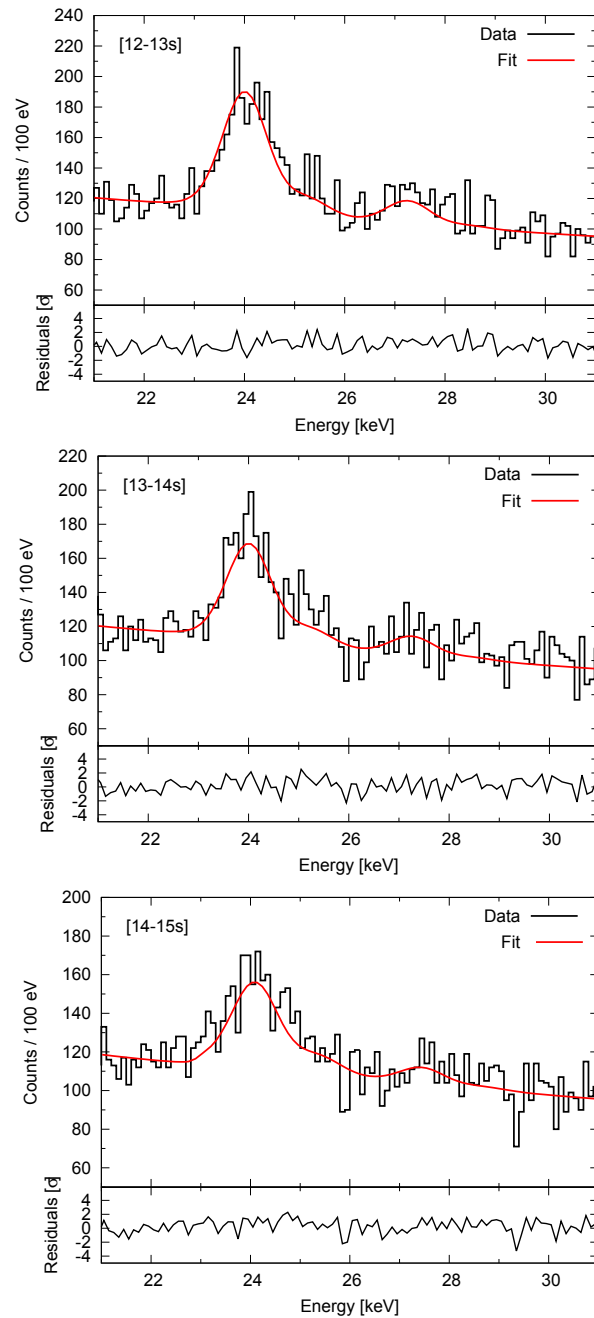 240
220
200
180
160
140
120
100
80
60
Counts / 100 eV
[12-13s]
Data
Fit
4
2
0
-2
-4
Residuals [σ]
22 24 26 28 30
Energy [keV]
220
200
180
160
140
120
100
80
60
Counts / 100 eV
[13-14s]
Data
Fit
4
2
0
-2
-4
Residuals [σ]
22 24 26 28 30
Energy [keV]
200
180
160
140
120
100
80
60
Counts / 100 eV
[14-15s]
Data
Fit
4
2
0
-2
-4
Residuals [σ]
22 24 26 28 30
Energy [keV]